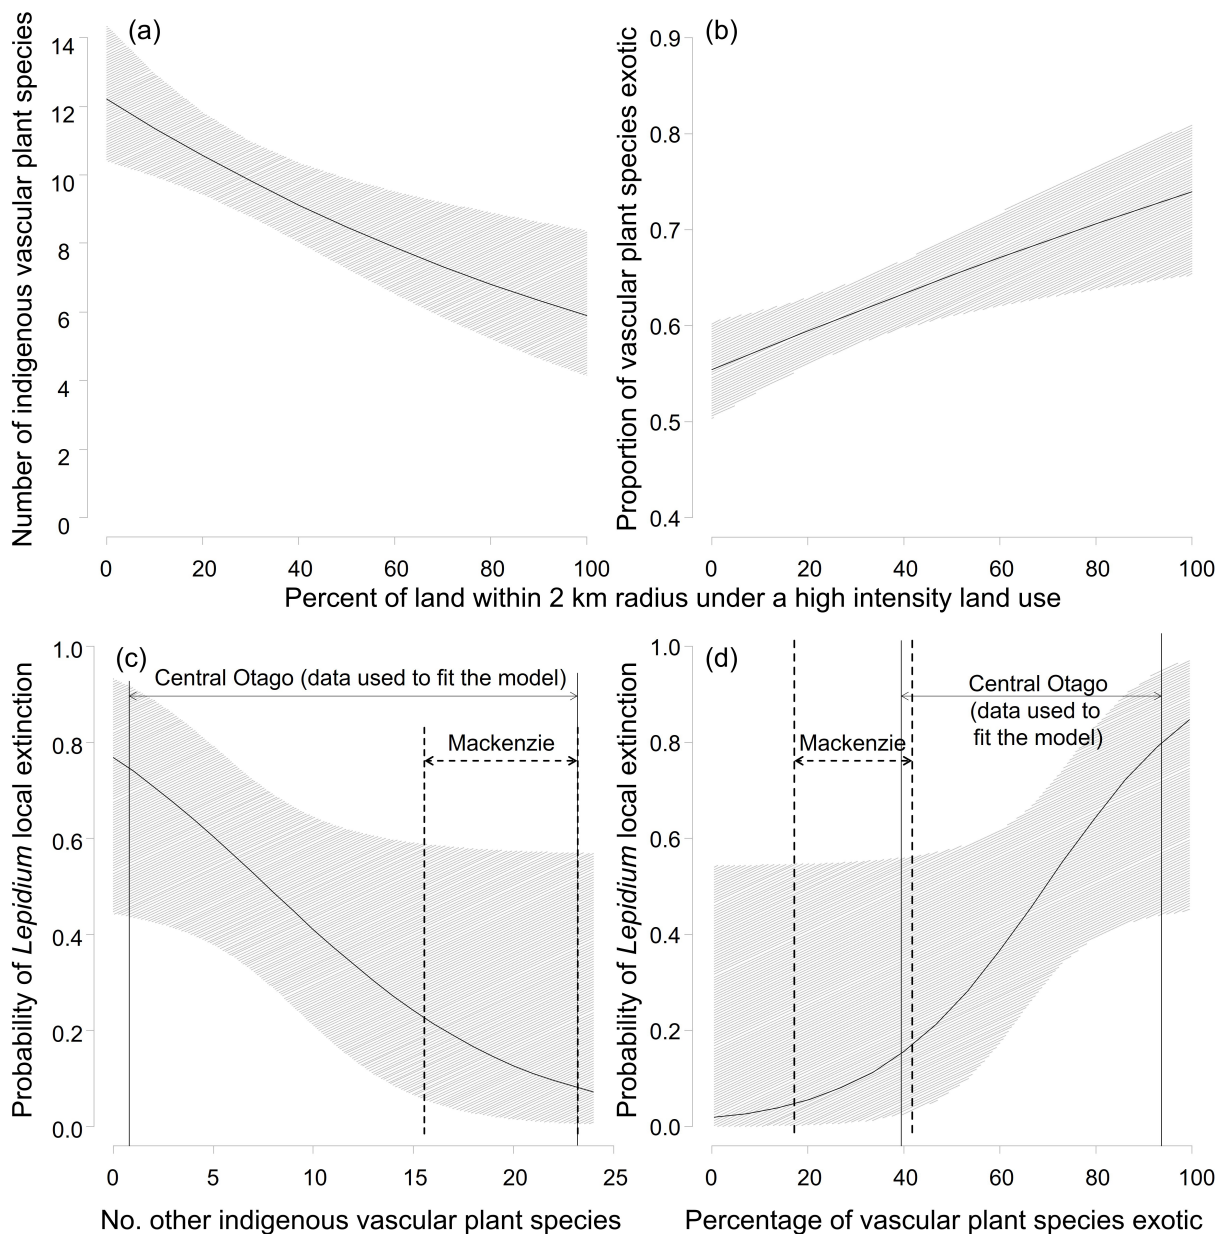 (a)
Number of indigenous vascular plant species
14
12
10
8
6
4
2
0
0 20 40 60 80 100
(b)
Proportion of vascular plant species exotic
0.9
0.8
0.7
0.6
0.5
0.4
0 20 40 60 80 100
Percent of land within 2 km radius under a high intensity land use
(c)
Probability of Lepidium local extinction
1.0
0.8
0.6
0.4
0.2
0.0
Central Otago (data used to fit the model)
Mackenzie
0 5 10 15 20 25
No. other indigenous vascular plant species
(d)
Probability of Lepidium local extinction
1.0
0.8
0.6
0.4
0.2
0.0
Central Otago
(data used to
fit the model)
Mackenzie
0 20 40 60 80 100
Percentage of vascular plant species exotic